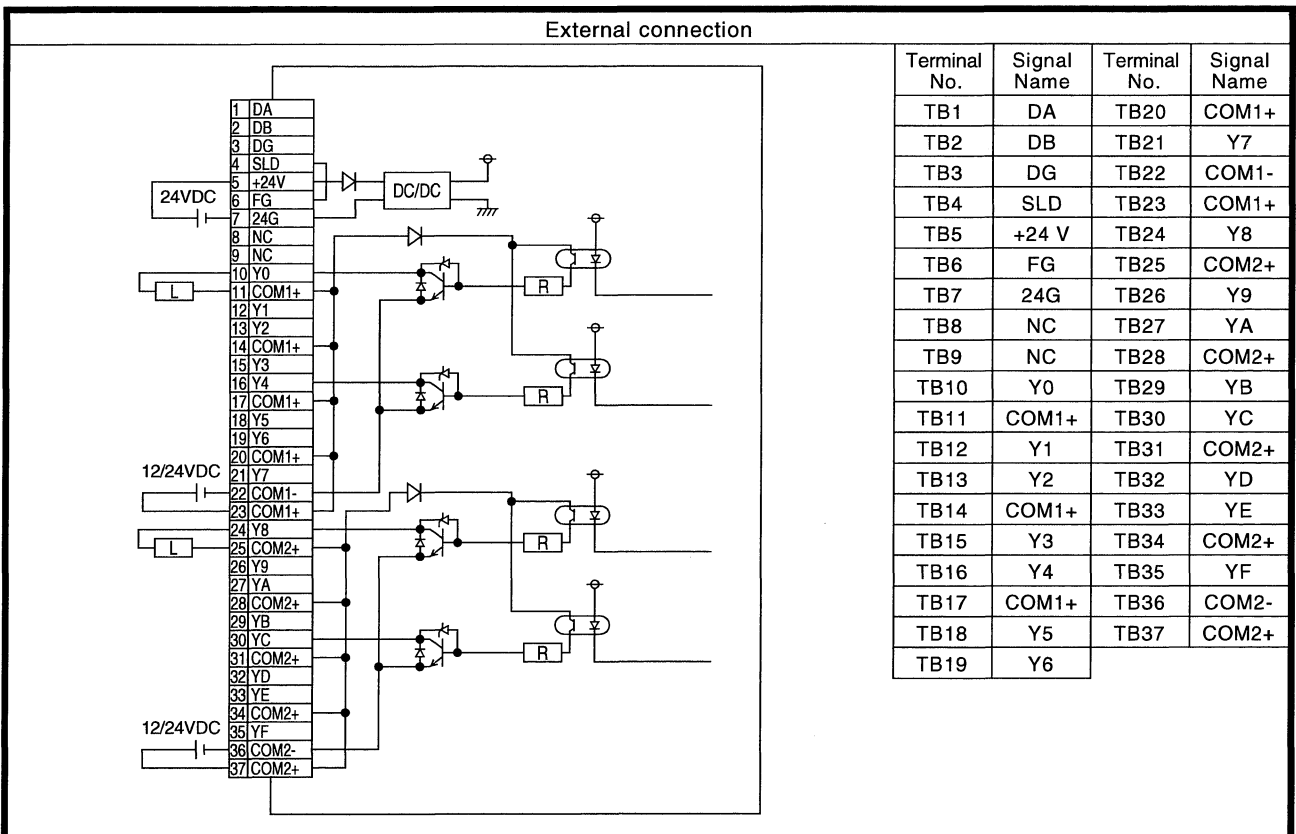 External connection
1 DA
2 DB
3 DG
4 SLD
5 +24V
24VDC
DC/DC
6 FG
7 24G
8 NC
9 NC
10 Y0
L
R
11 COM1+
12 Y1
13 Y2
14 COM1+
15 Y3
16 Y4
R
17 COM1+
18 Y5
19 Y6
20 COM1+
12/24VDC
21 Y7
22 COM1-
23 COM1+
24 Y8
L
R
25 COM2+
26 Y9
27 YA
28 COM2+
29 YB
30 YC
R
31 COM2+
32 YD
33 YE
34 COM2+
12/24VDC
35 YF
36 COM2-
37 COM2+
Terminal No. Signal Name Terminal No. Signal Name
TB1 DA TB20 COM1+
TB2 DB TB21 Y7
TB3 DG TB22 COM1-
TB4 SLD TB23 COM1+
TB5 +24 V TB24 Y8
TB6 FG TB25 COM2+
TB7 24G TB26 Y9
TB8 NC TB27 YA
TB9 NC TB28 COM2+
TB10 Y0 TB29 YB
TB11 COM1+ TB30 YC
TB12 Y1 TB31 COM2+
TB13 Y2 TB32 YD
TB14 COM1+ TB33 YE
TB15 Y3 TB34 COM2+
TB16 Y4 TB35 YF
TB17 COM1+ TB36 COM2-
TB18 Y5 TB37 COM2+
TB19 Y6